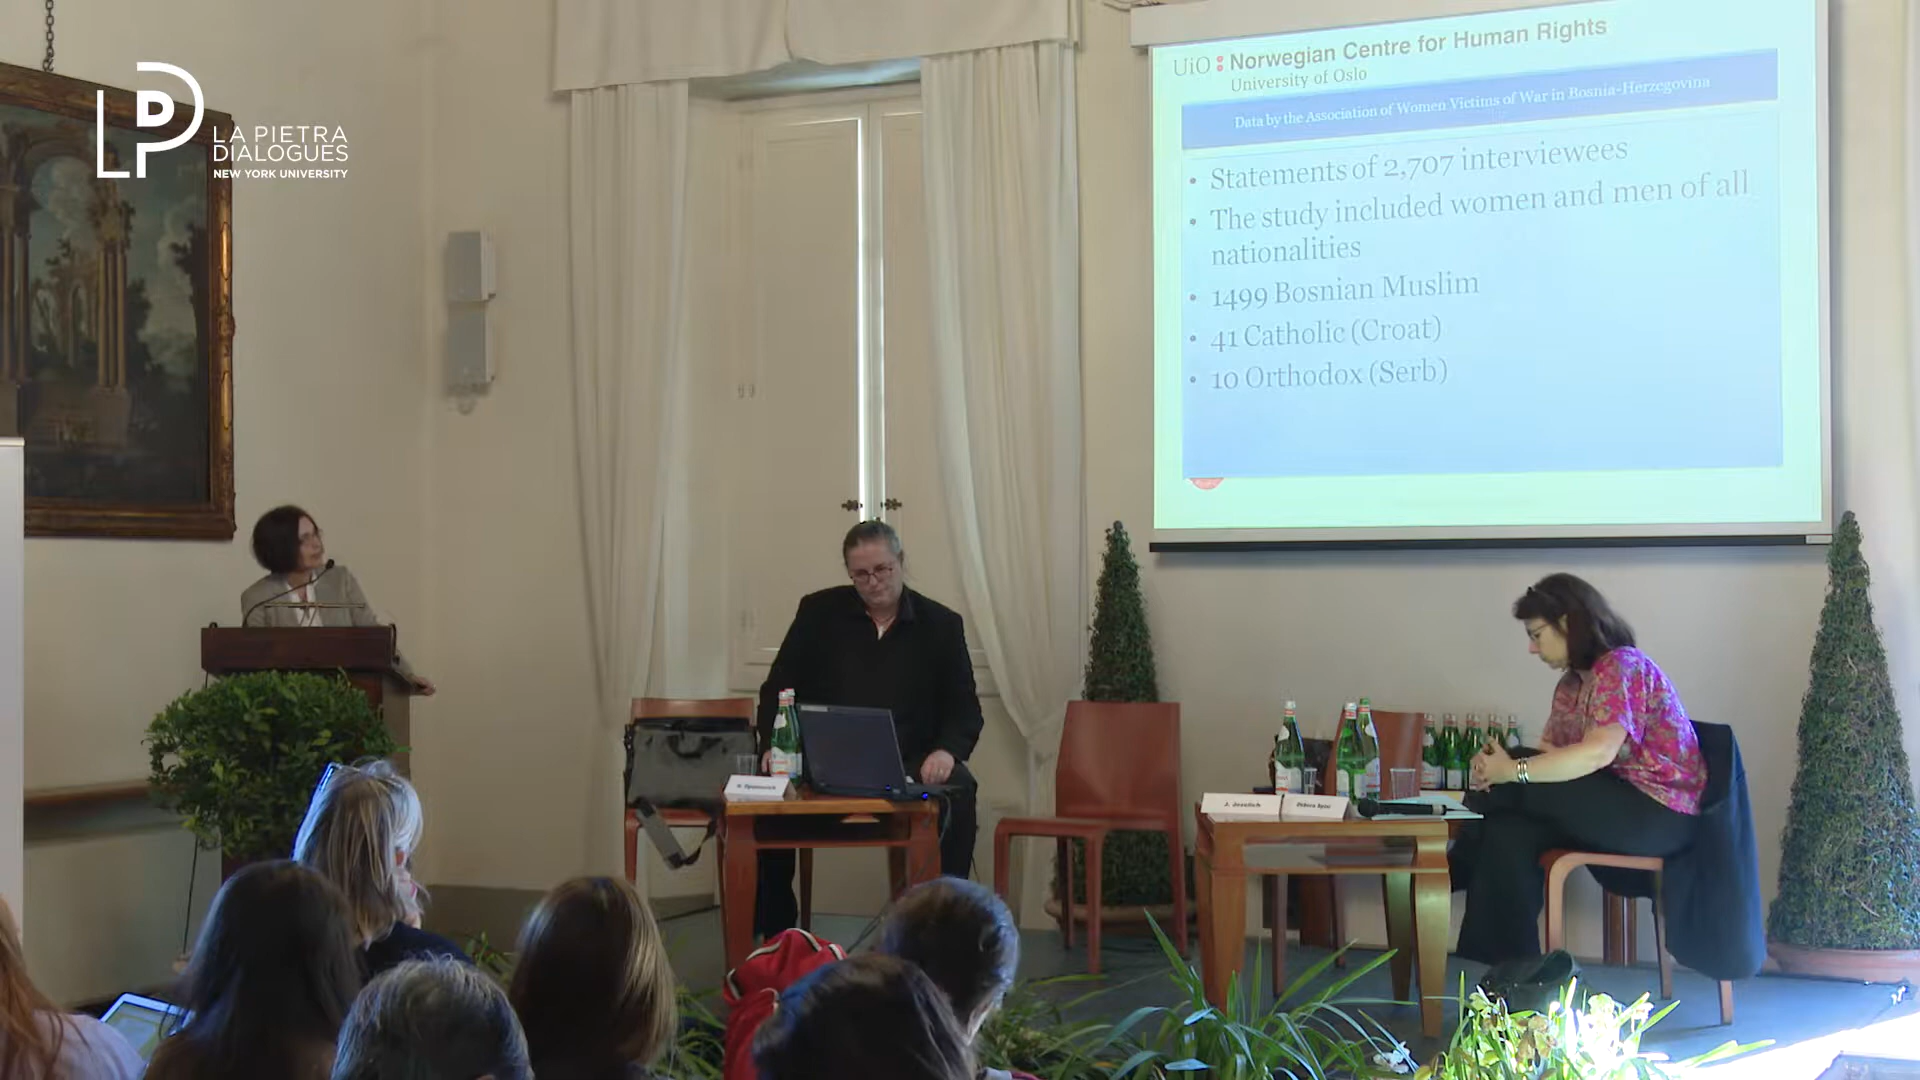 LA PIETRA
DIALOGUES
NEW YORK UNIVERSITY
UiO Norwegian Centre for Human Rights
University of Oslo
Data by the Association of Women Victims of War in Bosnia-Herzegovina
• Statements of 2,707 interviewees
• The study included women and men of all
nationalities
• 1499 Bosnian Muslim
• 41 Catholic (Croat)
• 10 Orthodox (Serb)